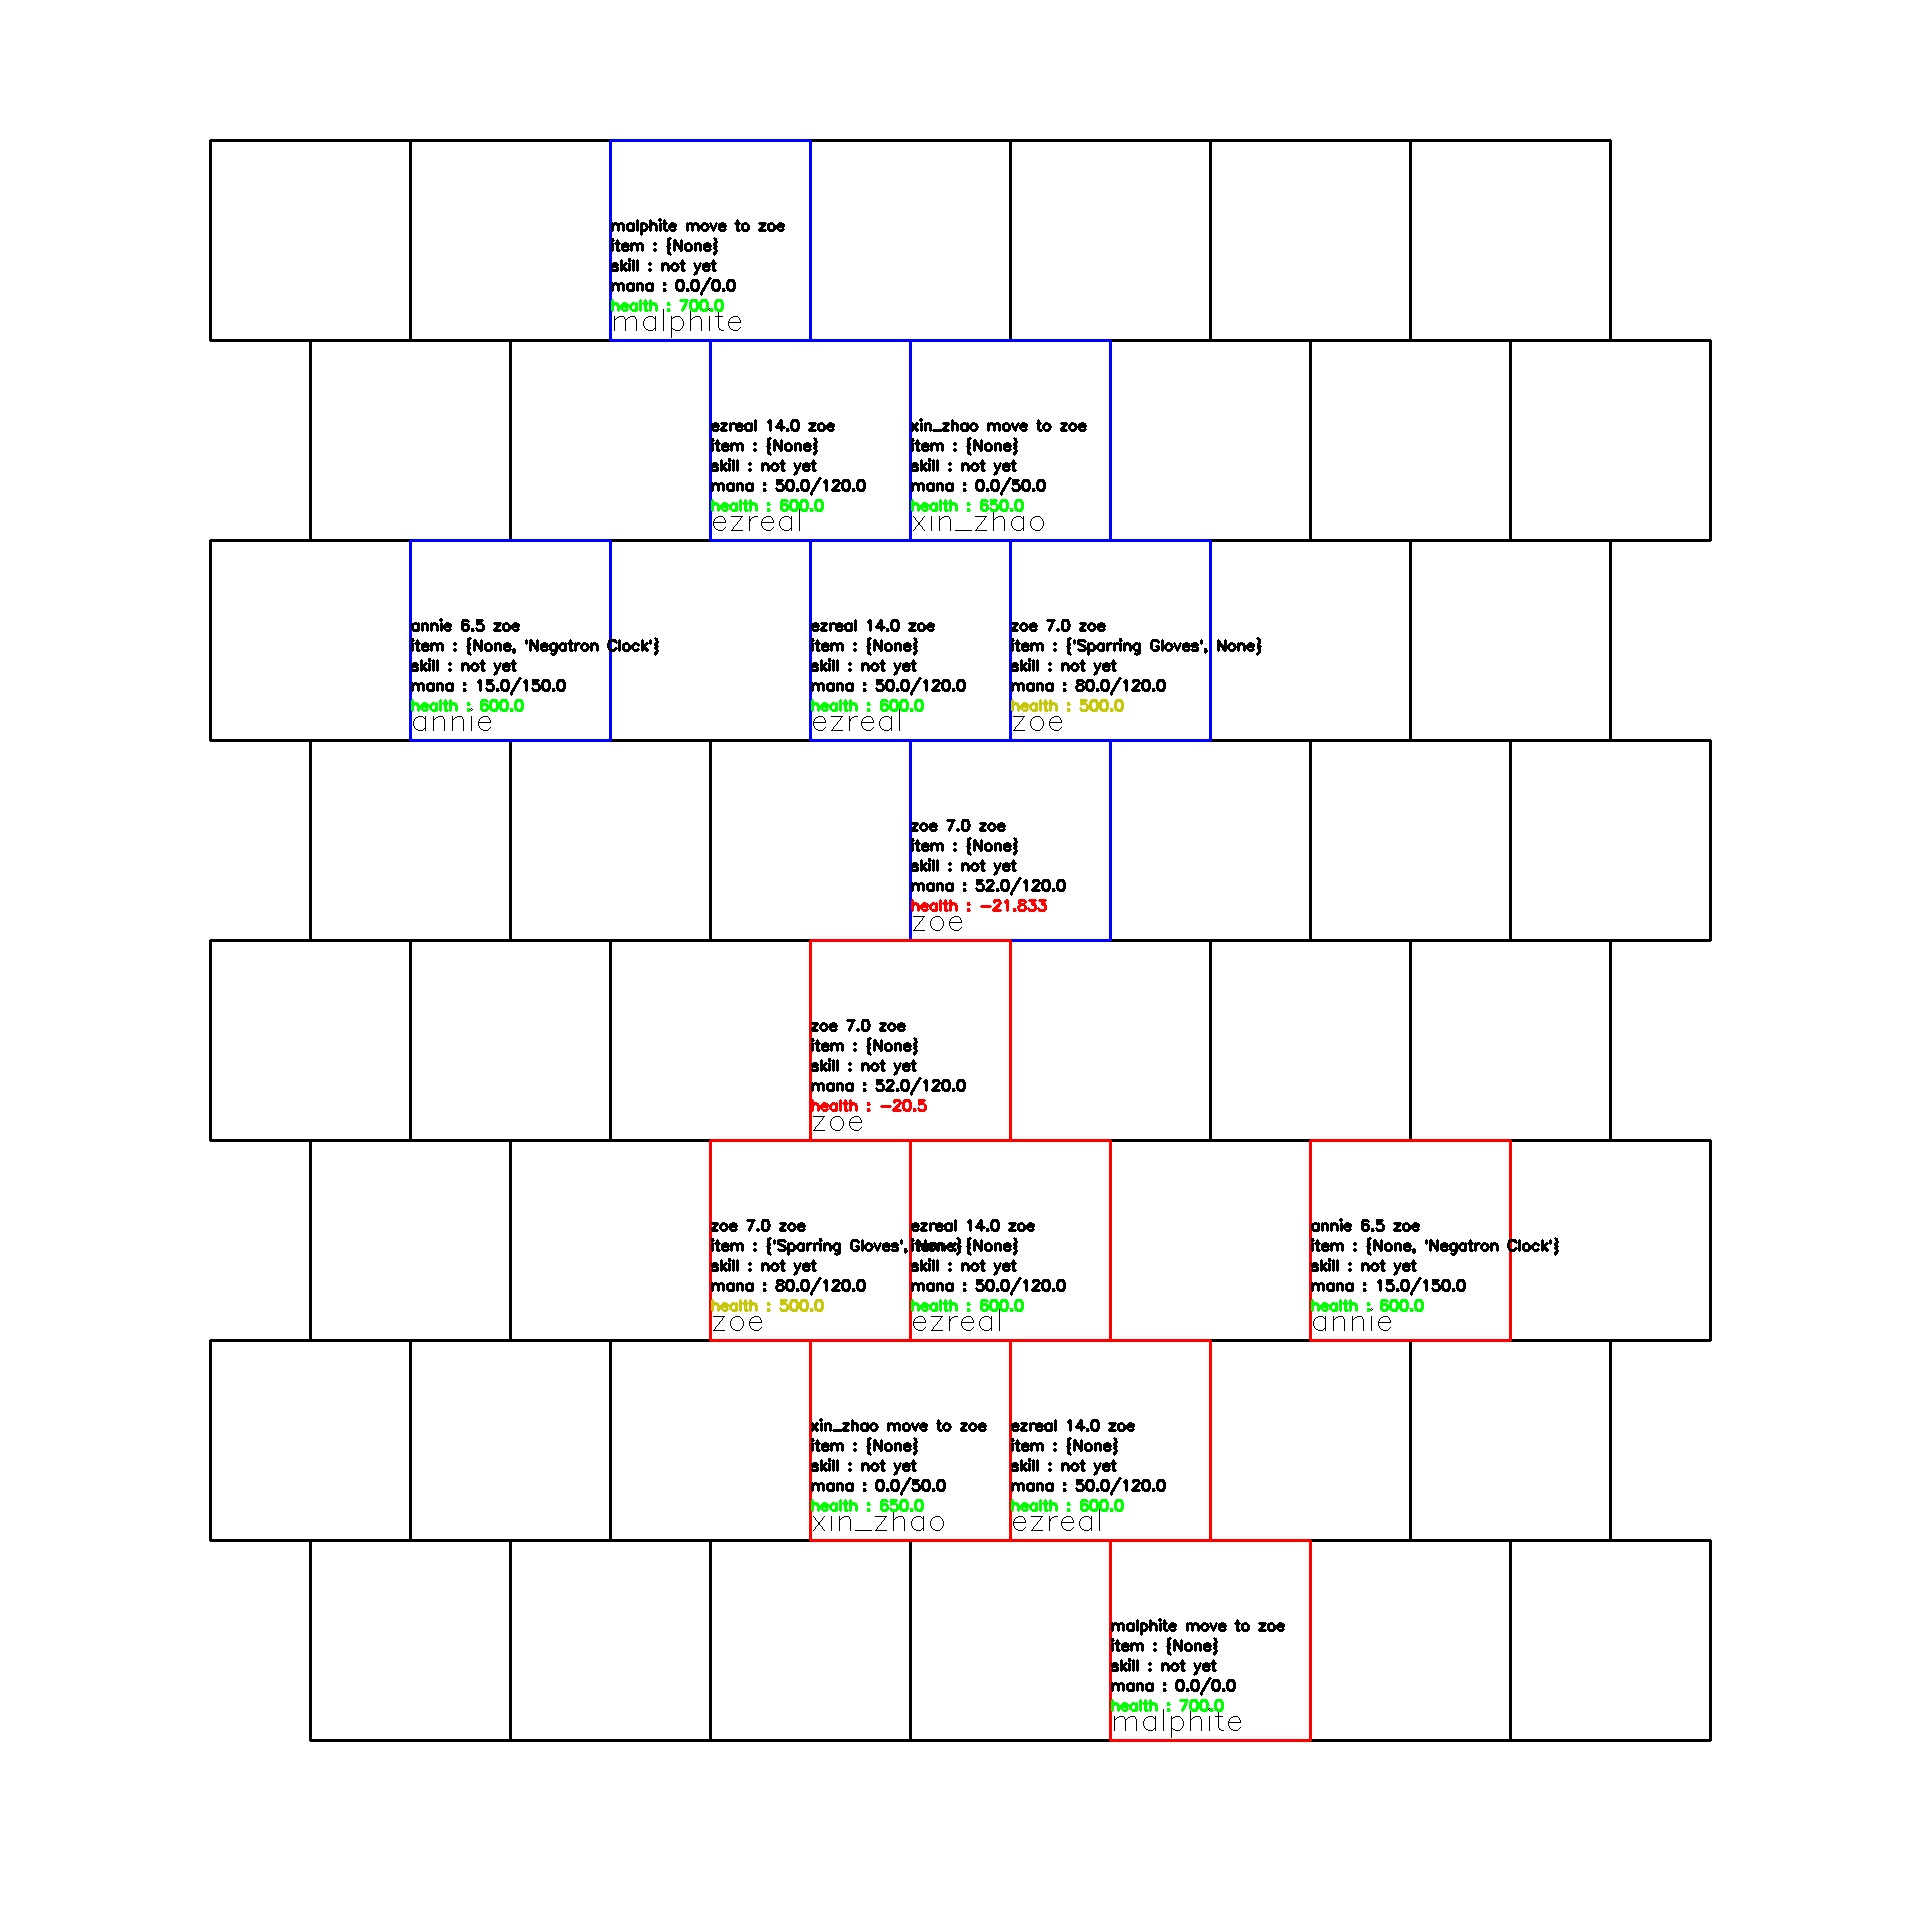 malphite move to zoe
item : {None}
skill : not yet
mana : 0.0/0.0
health : 700.0
malphite
ezreal 14.0 zoe
item : {None}
skill : not yet
mana : 50.0/120.0
health : 600.0
ezreal
xin_zhao move to zoe
item : {None}
skill : not yet
mana : 0.0/50.0
health : 650.0
xin_zhao
annie 6.5 zoe
item : {None, 'Negatron Clock'}
skill : not yet
mana : 15.0/150.0
health : 600.0
annie
ezreal 14.0 zoe
item : {None}
skill : not yet
mana : 50.0/120.0
health : 600.0
ezreal
zoe 7.0 zoe
item : {'Sparring Gloves', None}
skill : not yet
mana : 80.0/120.0
health : 500.0
zoe
zoe 7.0 zoe
item : {None}
skill : not yet
mana : 52.0/120.0
health : -21.833
zoe
zoe 7.0 zoe
item : {None}
skill : not yet
mana : 52.0/120.0
health : -20.5
zoe
zoe 7.0 zoe
item : {'Sparring Gloves', None}
skill : not yet
mana : 80.0/120.0
health : 500.0
zoe
ezreal 14.0 zoe
item : {None}
skill : not yet
mana : 50.0/120.0
health : 600.0
ezreal
annie 6.5 zoe
item : {None, 'Negatron Clock'}
skill : not yet
mana : 15.0/150.0
health : 600.0
annie
xin_zhao move to zoe
item : {None}
skill : not yet
mana : 0.0/50.0
health : 650.0
xin_zhao
ezreal 14.0 zoe
item : {None}
skill : not yet
mana : 50.0/120.0
health : 600.0
ezreal
malphite move to zoe
item : {None}
skill : not yet
mana : 0.0/0.0
health : 700.0
malphite